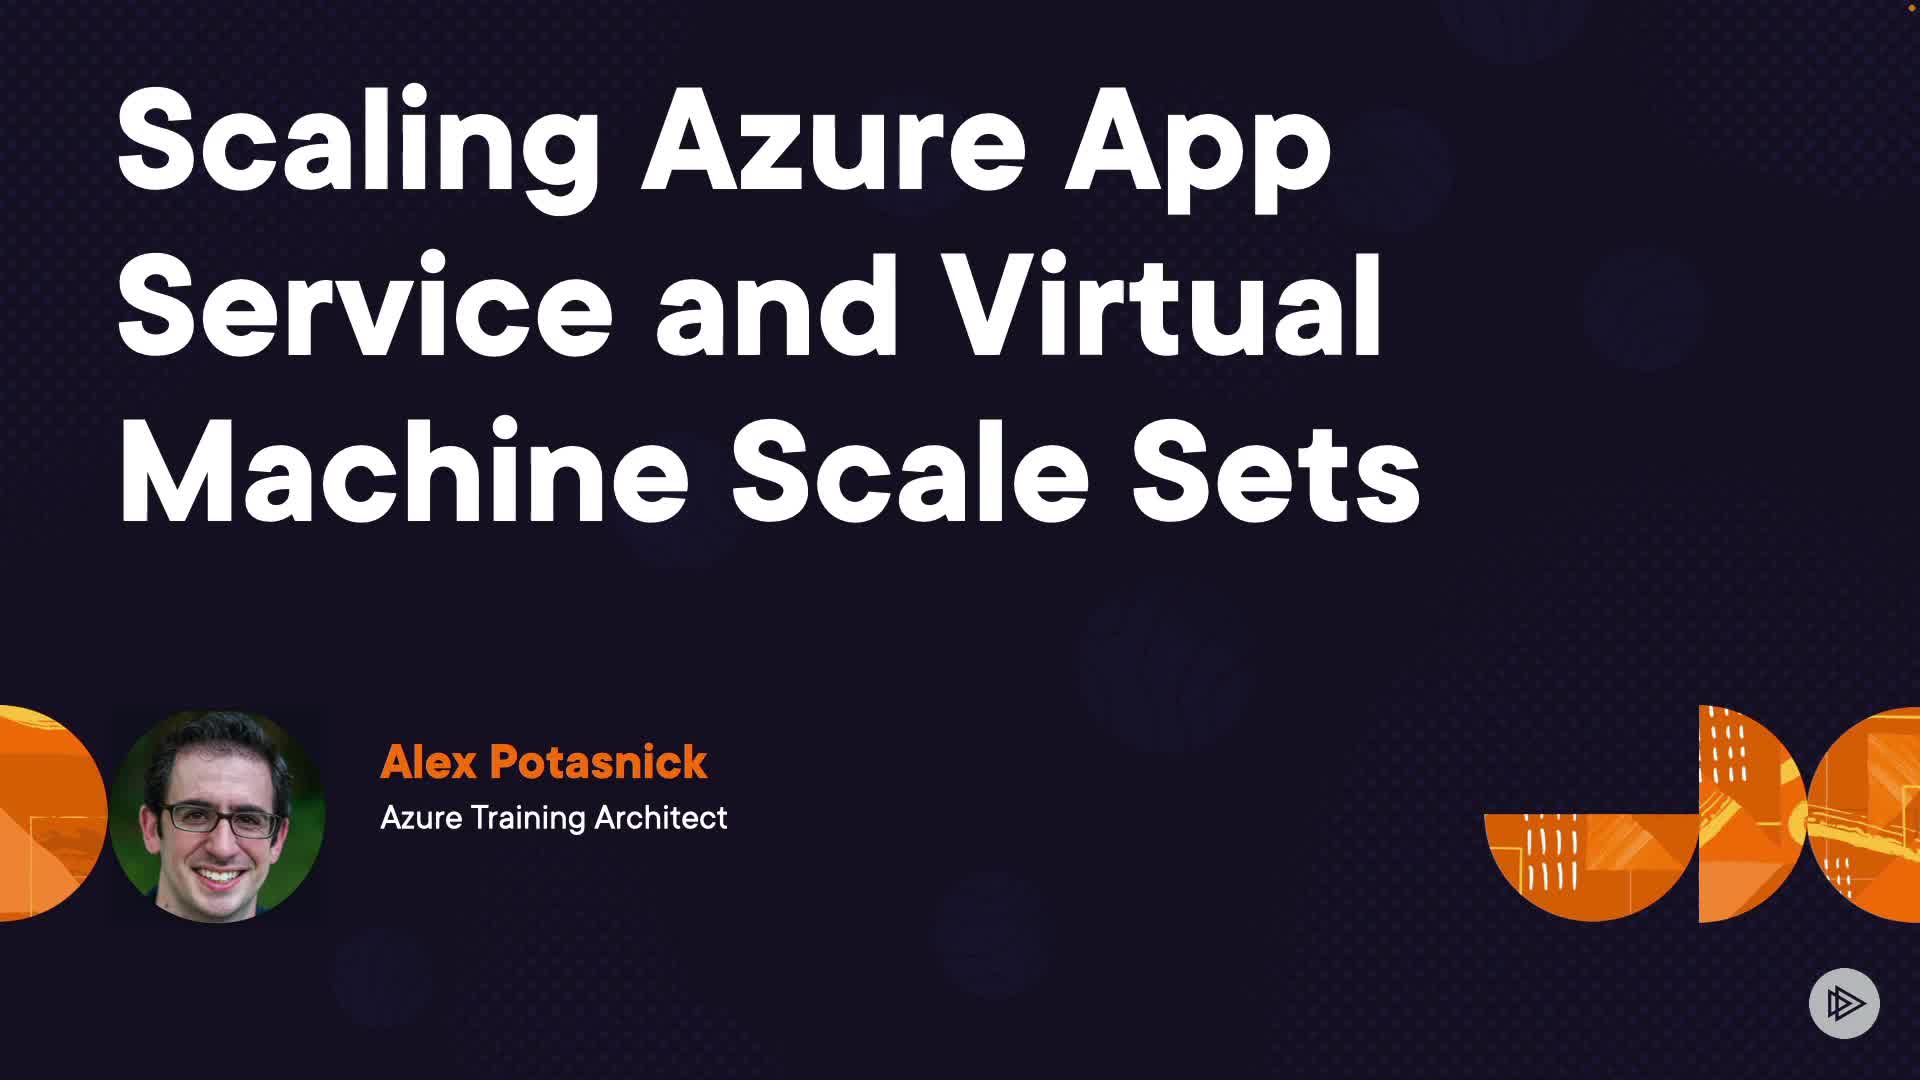 Scaling Azure App
Service and Virtual
Machine Scale Sets
Alex Potasnick
Azure Training Architect